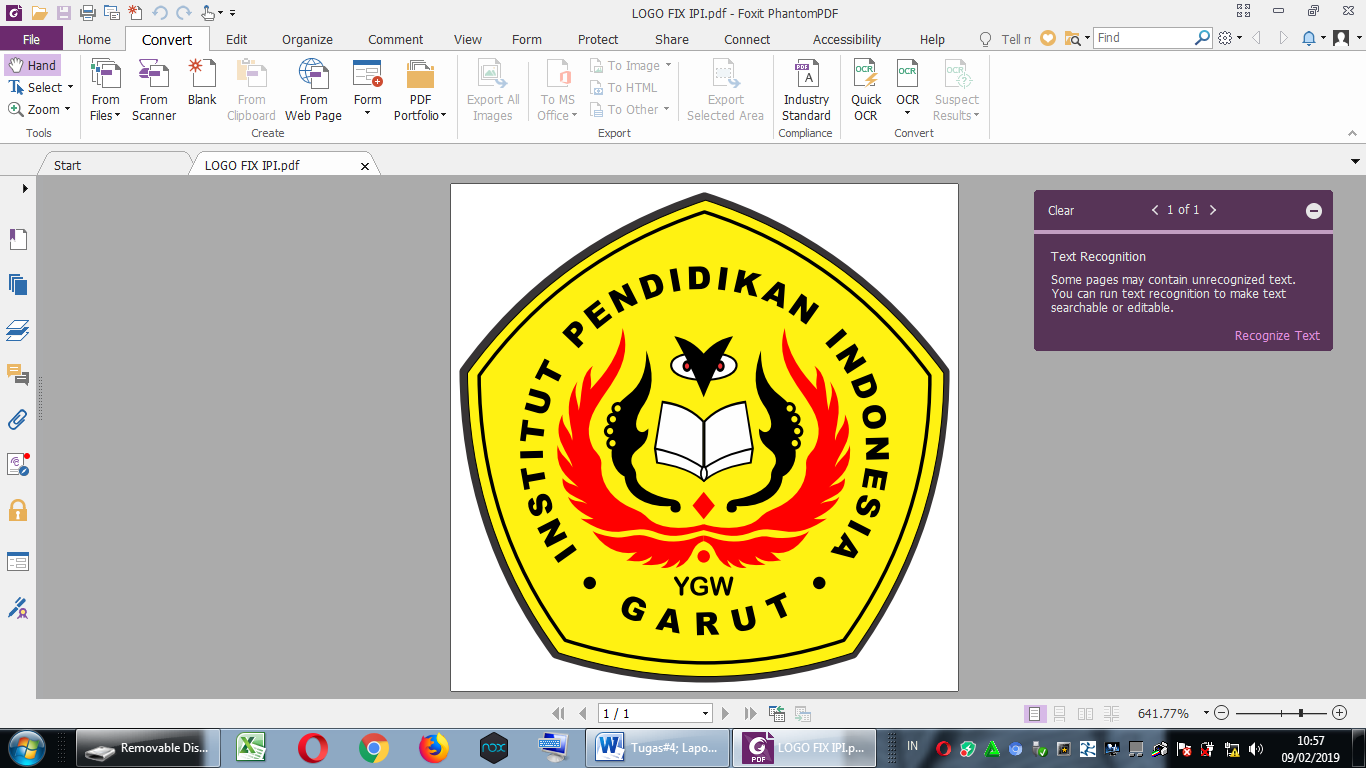 LOGO FIX IPI.pdf - Foxit PhantomPDF
File Home Convert Edit Organize Comment View Form Protect Share Connect Accessibility Help Tell m Find
Hand
Select
Zoom
Tools
From Files
From Scanner
Blank
From Clipboard
From Web Page
Form
PDF Portfolio
Create
Export All Images
To MS Office
To Image
To HTML
To Other
Export Selected Area
Export
Industry Standard
Compliance
Quick OCR
OCR
Suspect Results
Convert
Start
LOGO FIX IPI.pdf
INSTITUT PENDIDIKAN INDONESIA
YGW
GARUT
Clear
1 of 1
Text Recognition
Some pages may contain unrecognized text.
You can run text recognition to make text
searchable or editable.
Recognize Text
1 / 1
641.77%
Removable Dis...
Tugas#4; Lapo...
LOGO FIX IPI.p...
IN
10:57
09/02/2019